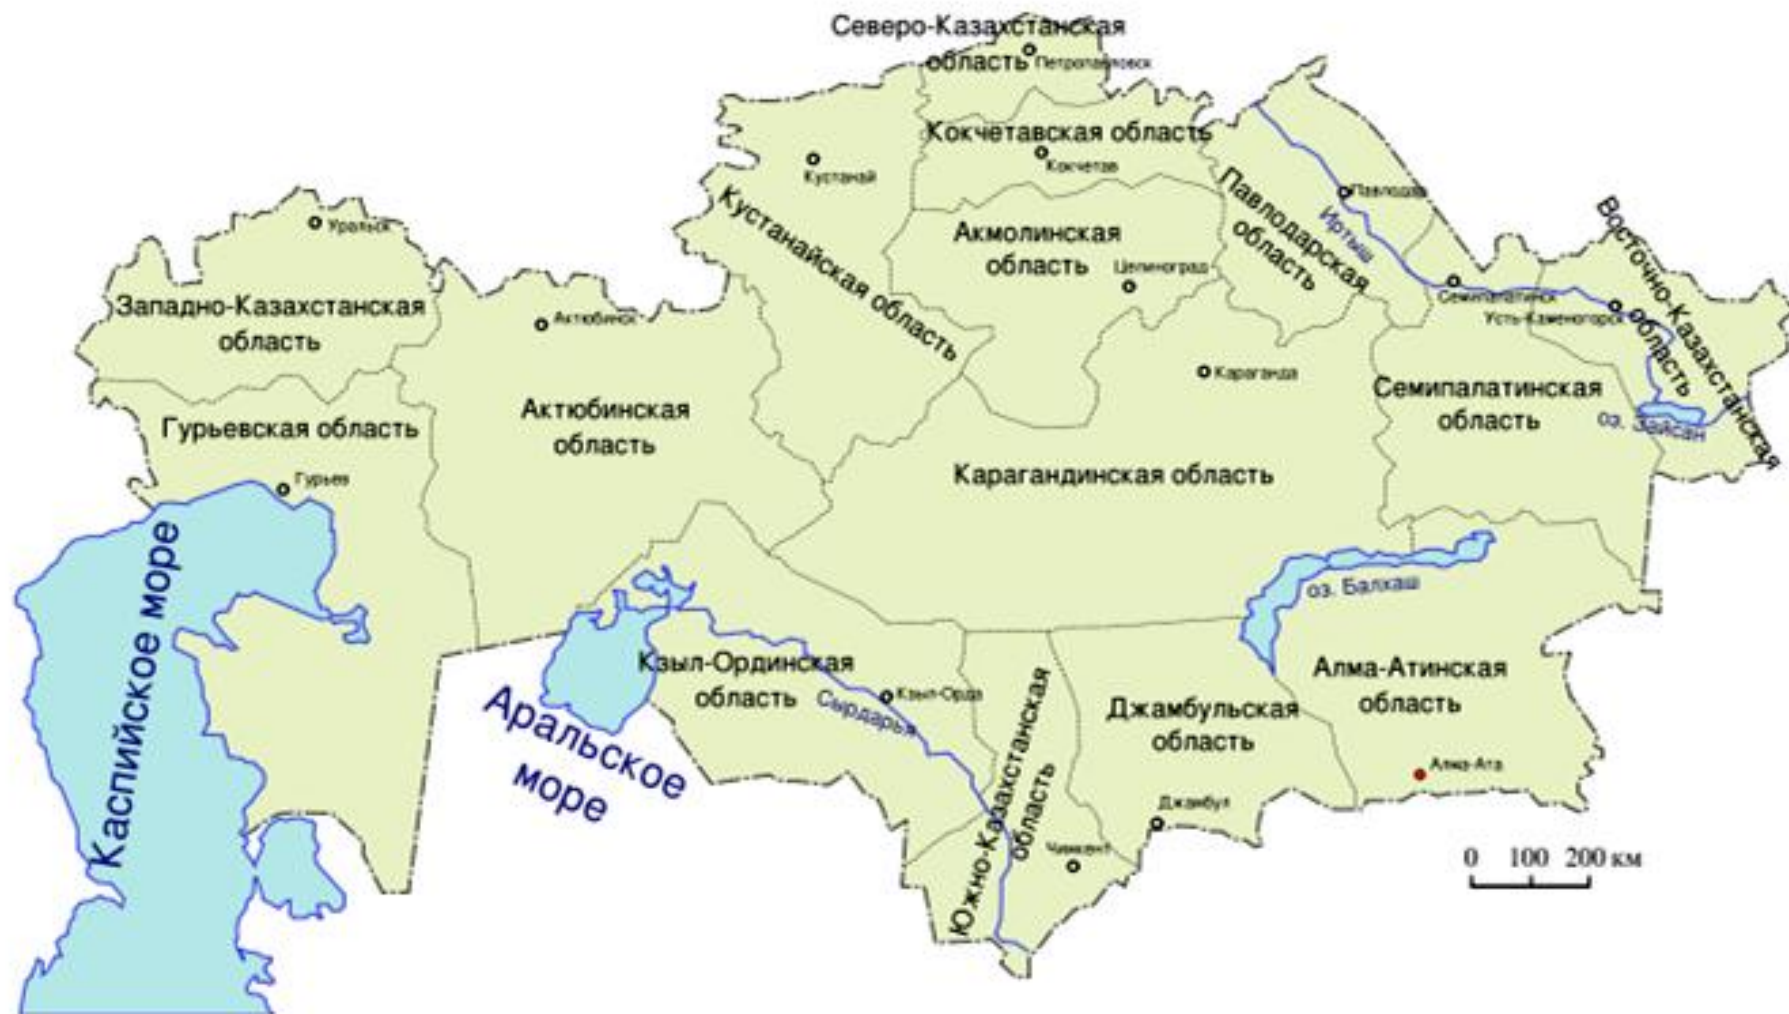 Северо-Казахстанская
область
Петропавловск
Кокчетавская область
Кокчетав
Кустанай
Кустанайская область
Павлодар
Иртыш
Павлодарская
область
Восточно-Казахстанская
область
Уральск
Акмолинская
область
Целиноград
Западно-Казахстанская
область
Актюбинск
Семипалатинск
Усть-Каменогорск
Караганда
Семипалатинская
область
Актюбинская
область
Гурьевская область
оз. Зайсан
Гурьев
Карагандинская область
Каспийское море
оз. Балхаш
Кзыл-Ординская
область
Кзыл-Орда
Сырдарья
Аральское
море
Южно-Казахстанская
область
Джамбульская
область
Алма-Атинская
область
Алма-Ата
Джамбул
Чимкент
0 100 200 км